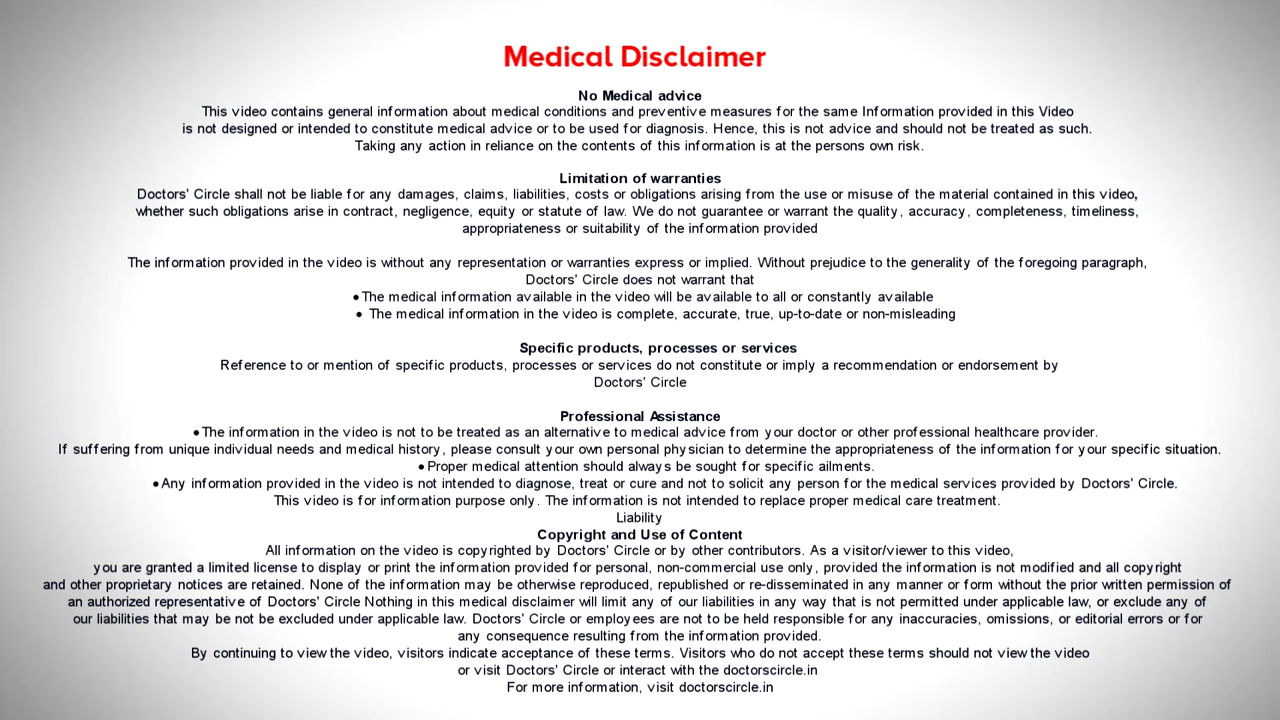 Medical Disclaimer
No Medical advice
This video contains general information about medical conditions and preventive measures for the same Information provided in this Video
is not designed or intended to constitute medical advice or to be used for diagnosis. Hence, this is not advice and should not be treated as such.
Taking any action in reliance on the contents of this information is at the persons own risk.
Limitation of warranties
Doctors' Circle shall not be liable for any damages, claims, liabilities, costs or obligations arising from the use or misuse of the material contained in this video,
whether such obligations arise in contract, negligence, equity or statute of law. We do not guarantee or warrant the quality, accuracy, completeness, timeliness,
appropriateness or suitability of the information provided
The information provided in the video is without any representation or warranties express or implied. Without prejudice to the generality of the foregoing paragraph,
Doctors' Circle does not warrant that
•The medical information available in the video will be available to all or constantly available
• The medical information in the video is complete, accurate, true, up-to-date or non-misleading
Specific products, processes or services
Reference to or mention of specific products, processes or services do not constitute or imply a recommendation or endorsement by
Doctors' Circle
Professional Assistance
•The information in the video is not to be treated as an alternative to medical advice from your doctor or other professional healthcare provider.
If suffering from unique individual needs and medical history, please consult your own personal physician to determine the appropriateness of the information for your specific situation.
•Proper medical attention should always be sought for specific ailments.
•Any information provided in the video is not intended to diagnose, treat or cure and not to solicit any person for the medical services provided by Doctors' Circle.
This video is for information purpose only. The information is not intended to replace proper medical care treatment.
Liability
Copyright and Use of Content
All information on the video is copyrighted by Doctors' Circle or by other contributors. As a visitor/viewer to this video,
you are granted a limited license to display or print the information provided for personal, non-commercial use only, provided the information is not modified and all copyright
and other proprietary notices are retained. None of the information may be otherwise reproduced, republished or re-disseminated in any manner or form without the prior written permission of
an authorized representative of Doctors' Circle Nothing in this medical disclaimer will limit any of our liabilities in any way that is not permitted under applicable law, or exclude any of
our liabilities that may be not be excluded under applicable law. Doctors' Circle or employees are not to be held responsible for any inaccuracies, omissions, or editorial errors or for
any consequence resulting from the information provided.
By continuing to view the video, visitors indicate acceptance of these terms. Visitors who do not accept these terms should not view the video
or visit Doctors' Circle or interact with the doctorscircle.in
For more information, visit doctorscircle.in